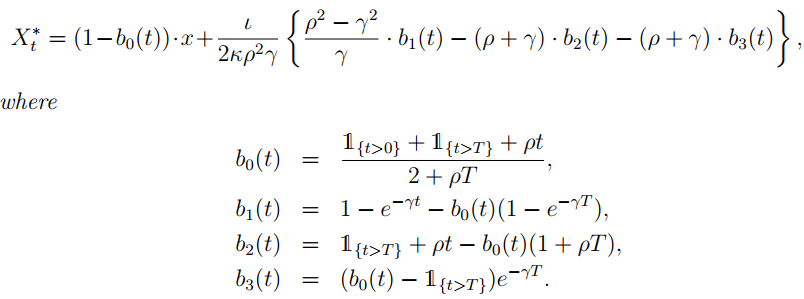 X_t^* = (1−b_0(t))·x + \frac{ι}{2κρ^2γ} \left\{ \frac{ρ^2 − γ^2}{γ} · b_1(t) − (ρ + γ) · b_2(t) − (ρ + γ) · b_3(t) \right\},
where
b_0(t) = \frac{𝟙_{\{t>0\}} + 𝟙_{\{t>T\}} + ρt}{2 + ρT},
b_1(t) = 1 − e^{−γt} − b_0(t)(1 − e^{−γT}),
b_2(t) = 𝟙_{\{t>T\}} + ρt − b_0(t)(1 + ρT),
b_3(t) = (b_0(t) − 𝟙_{\{t>T\}})e^{−γT}.